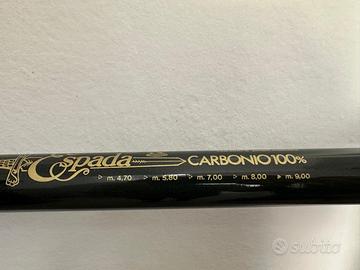 Espada CARBONIO 100%
▷ m. 4,70 ▷ m. 5.80 ▷ m. 7,00 ▷ m. 8,00 ▶ m. 9,00
subito